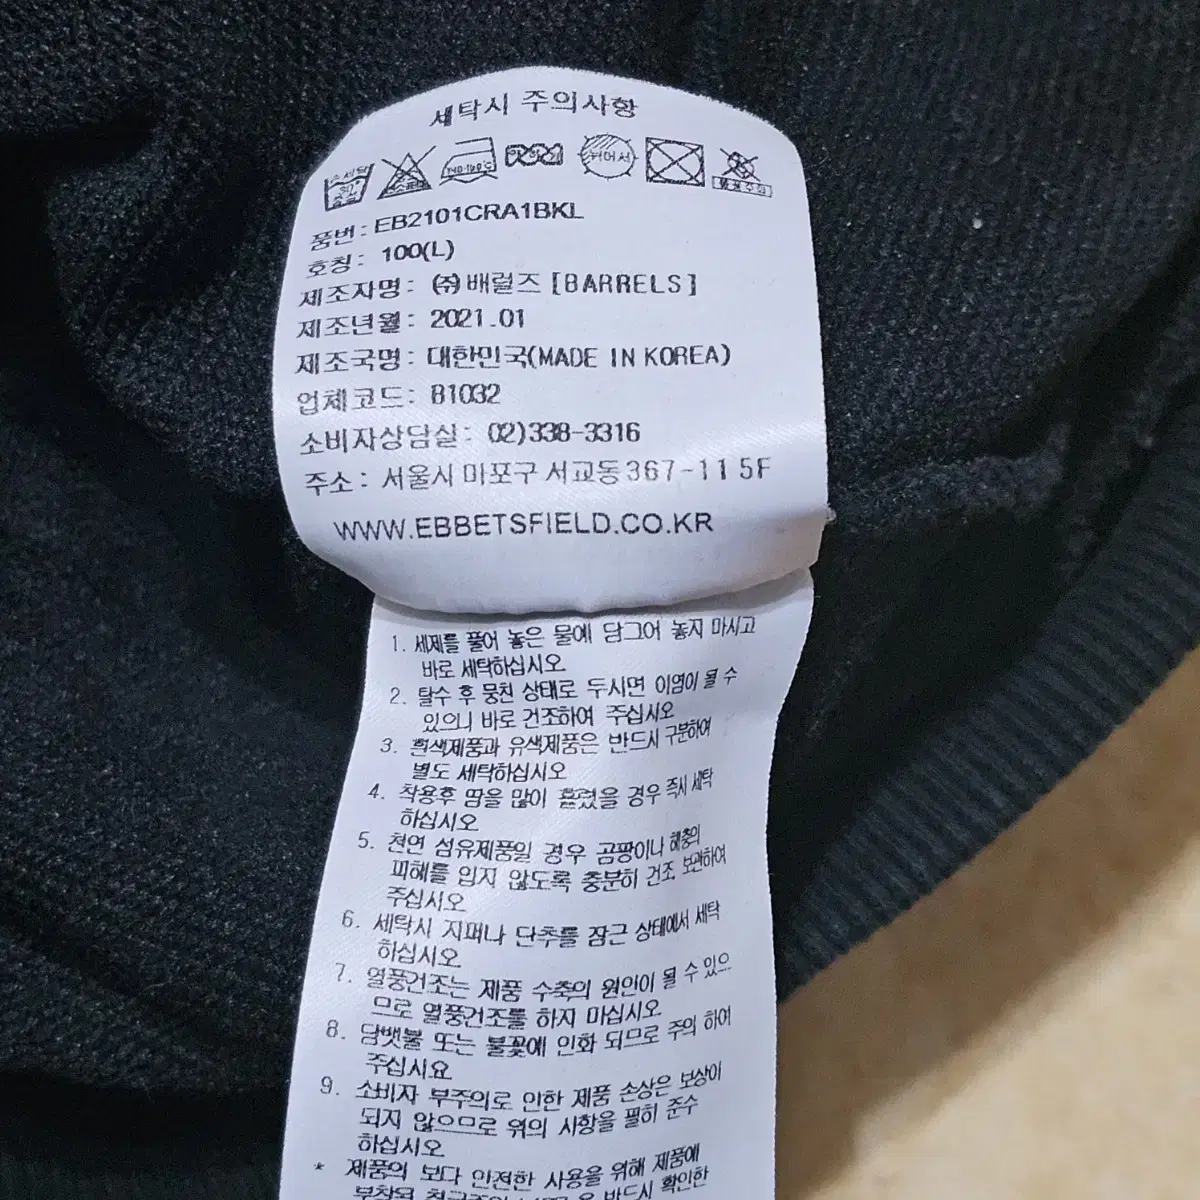 세탁시 주의사항
손세탁 30° 중성
140~160℃
뉘어서
품번: EB2101CRA1BKL
호칭: 100(L)
제조자명: ㈜배럴즈 [BARRELS]
제조년월: 2021.01
제조국명: 대한민국(MADE IN KOREA)
업체코드: B1032
소비자상담실: 02)338-3316
주소: 서울시 마포구 서교동 367-11 5F
WWW.EBBETSFIELD.CO.KR
1. 세제를 풀어 놓은 물에 담그어 놓지 마시고
바로 세탁하십시오
2. 탈수 후 뭉친 상태로 두시면 이염이 될 수
있으니 바로 건조하여 주십시오
3. 흰색제품과 유색제품은 반드시 구분하여
별도 세탁하십시오
4. 착용후 땀을 많이 흘렸을 경우 즉시 세탁
하십시오
5. 천연 섬유제품일 경우 곰팡이나 해충의
피해를 입지 않도록 충분히 건조 보관하여
주십시오
6. 세탁시 지퍼나 단추를 잠근 상태에서 세탁
하십시오
7. 열풍건조는 제품 수축의 원인이 될 수 있으
므로 열풍건조를 하지 마십시오
8. 담뱃불 또는 불꽃에 인화 되므로 주의 하여
주십시요
9. 소비자 부주의로 인한 제품 손상은 보상이
되지 않으므로 위의 사항을 필히 준수
하십시오
* 제품의 보다 안전한 사용을 위해 제품에
반드시 확인한